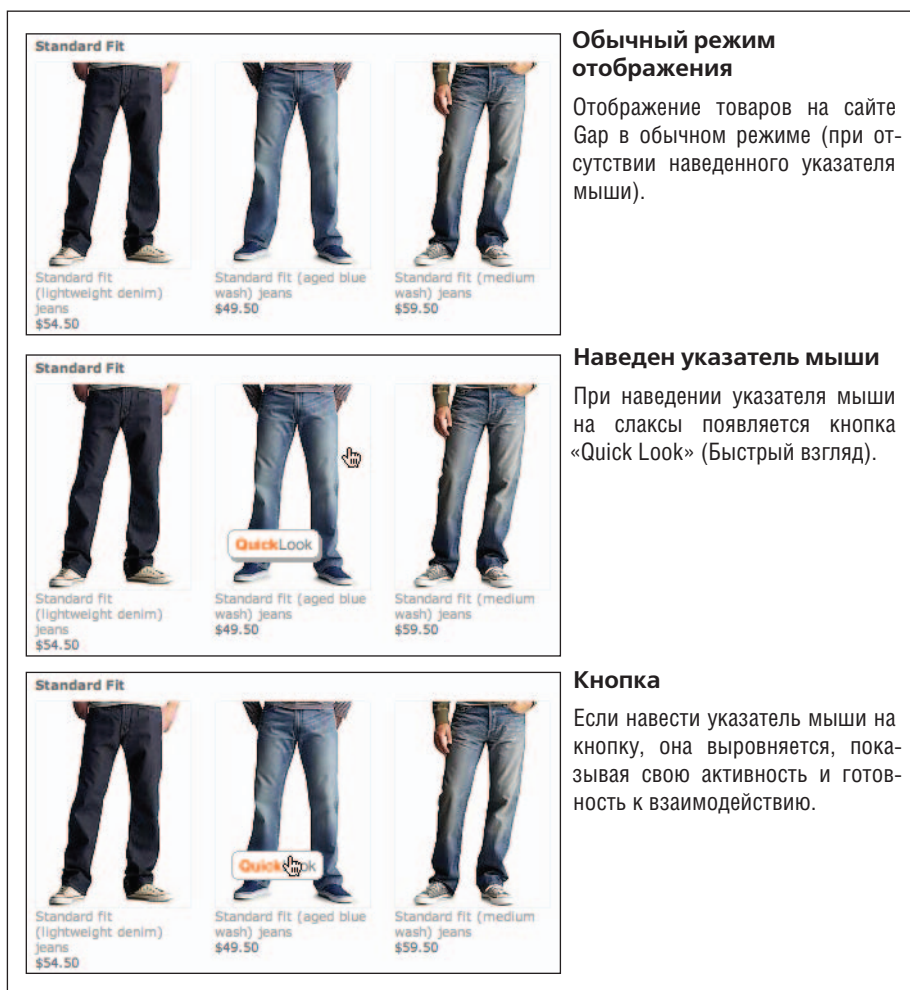 Standard Fit
Standard fit
(lightweight denim)
jeans
$54.50
Standard fit (aged blue
wash) jeans
$49.50
Standard fit (medium
wash) jeans
$59.50
Обычный режим
отображения
Отображение товаров на сайте
Gap в обычном режиме (при от-
сутствии наведенного указателя
мыши).
Standard Fit
QuickLook
Standard fit
(lightweight denim)
jeans
$54.50
Standard fit (aged blue
wash) jeans
$49.50
Standard fit (medium
wash) jeans
$59.50
Наведен указатель мыши
При наведении указателя мыши
на слаксы появляется кнопка
«Quick Look» (Быстрый взгляд).
Standard Fit
Quick ok
Standard fit
(lightweight denim)
jeans
$54.50
Standard fit (aged blue
wash) jeans
$49.50
Standard fit (medium
wash) jeans
$59.50
Кнопка
Если навести указатель мыши на
кнопку, она выровняется, пока-
зывая свою активность и готов-
ность к взаимодействию.